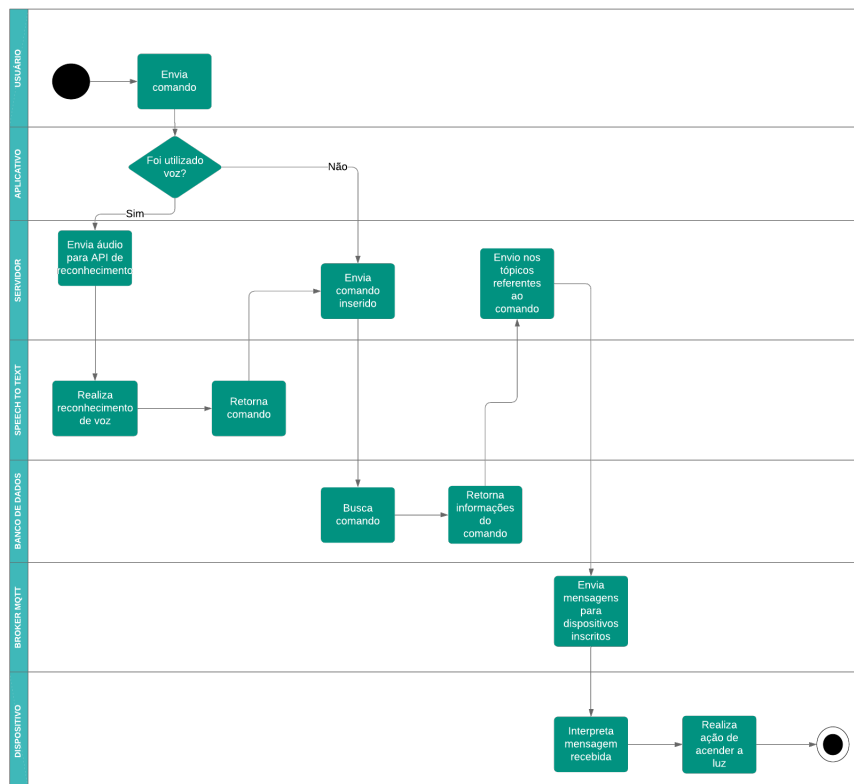 USUÁRIO
Envia
comando
APLICATIVO
Foi utilizado
voz?
Não
Sim
SERVIDOR
Envia áudio
para API de
reconhecimento
Envia
comando
inserido
Envio nos
tópicos
referentes
ao
comando
SPEECH TO TEXT
Realiza
reconhecimento
de voz
Retorna
comando
BANCO DE DADOS
Busca
comando
Retorna
informações
do
comando
BROKER MQTT
Envia
mensagens
para
dispositivos
inscritos
DISPOSITIVO
Interpreta
mensagem
recebida
Realiza
ação de
acender a
luz